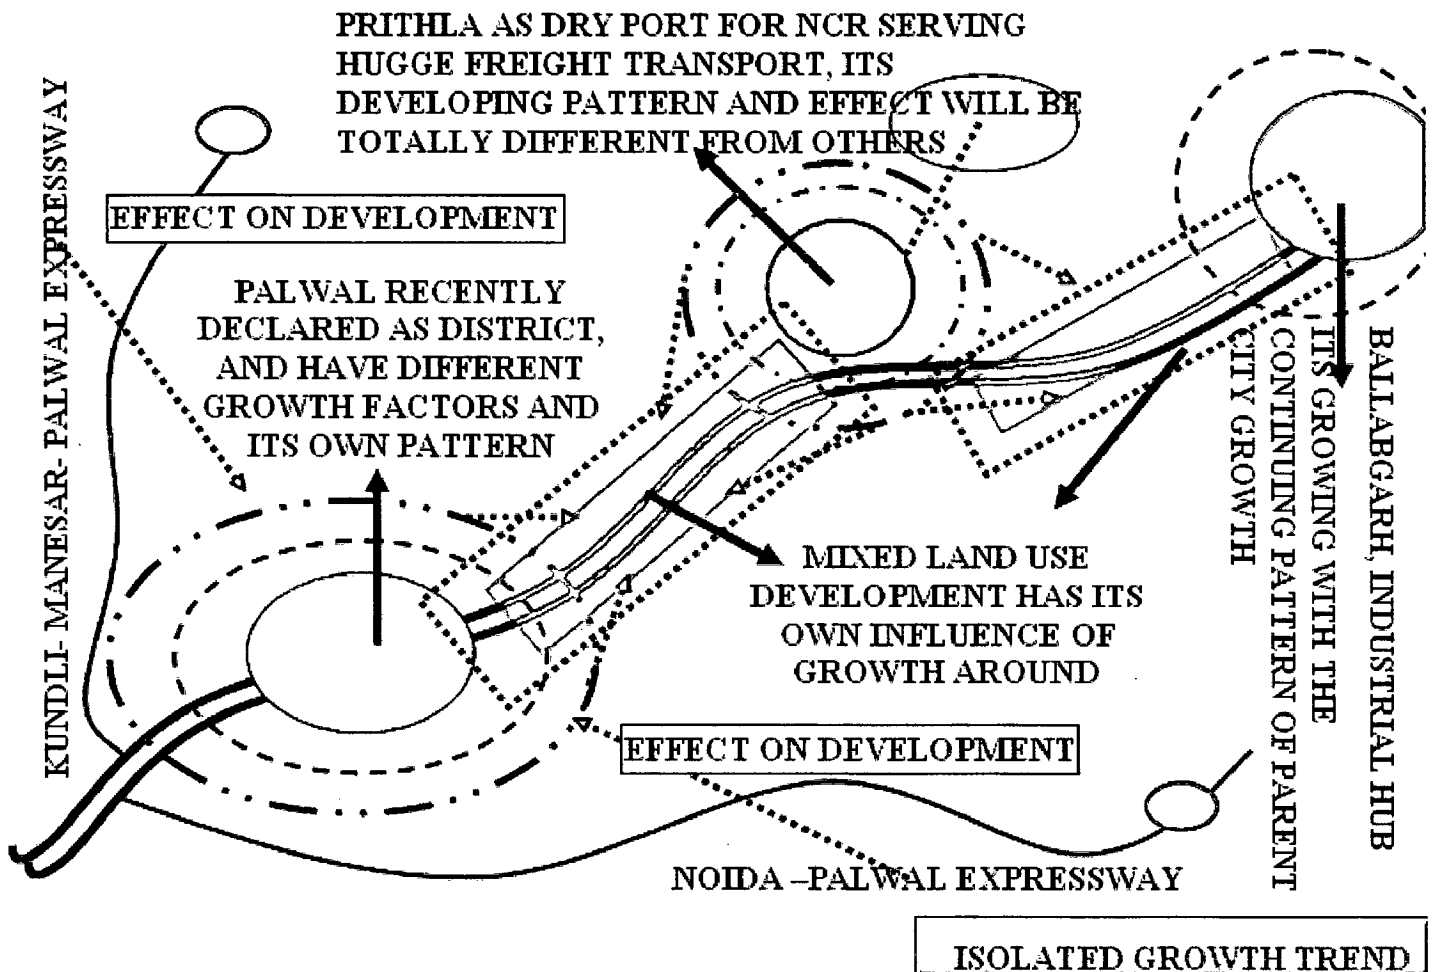 PRITHLA AS DRY PORT FOR NCR SERVING
HUGGE FREIGHT TRANSPORT, ITS
DEVELOPING PATTERN AND EFFECT WILL BE
TOTALLY DIFFERENT FROM OTHERS
KUNDLI- MANESAR- PALWAL EXPRESSWAY
EFFECT ON DEVELOPMENT
PALWAL RECENTLY
DECLARED AS DISTRICT,
AND HAVE DIFFERENT
GROWTH FACTORS AND
ITS OWN PATTERN
BALLABGARH, INDUSTRIAL HUB
ITS GROWING WITH THE
CONTINUING PATTERN OF PARENT
CITY GROWTH
MIXED LAND USE
DEVELOPMENT HAS ITS
OWN INFLUENCE OF
GROWTH AROUND
EFFECT ON DEVELOPMENT
NOIDA –PALWAL EXPRESSWAY
ISOLATED GROWTH TREND